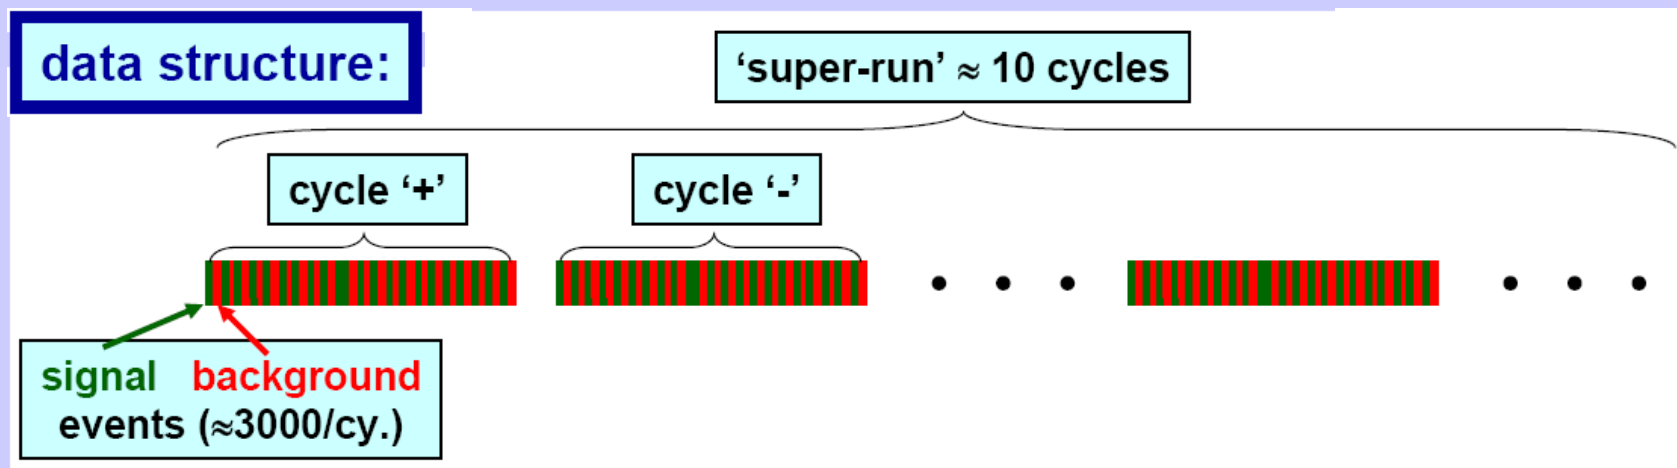 data structure:
‘super-run’ ≈ 10 cycles
cycle ‘+’
cycle ‘-’
signal background
events (≈3000/cy.)